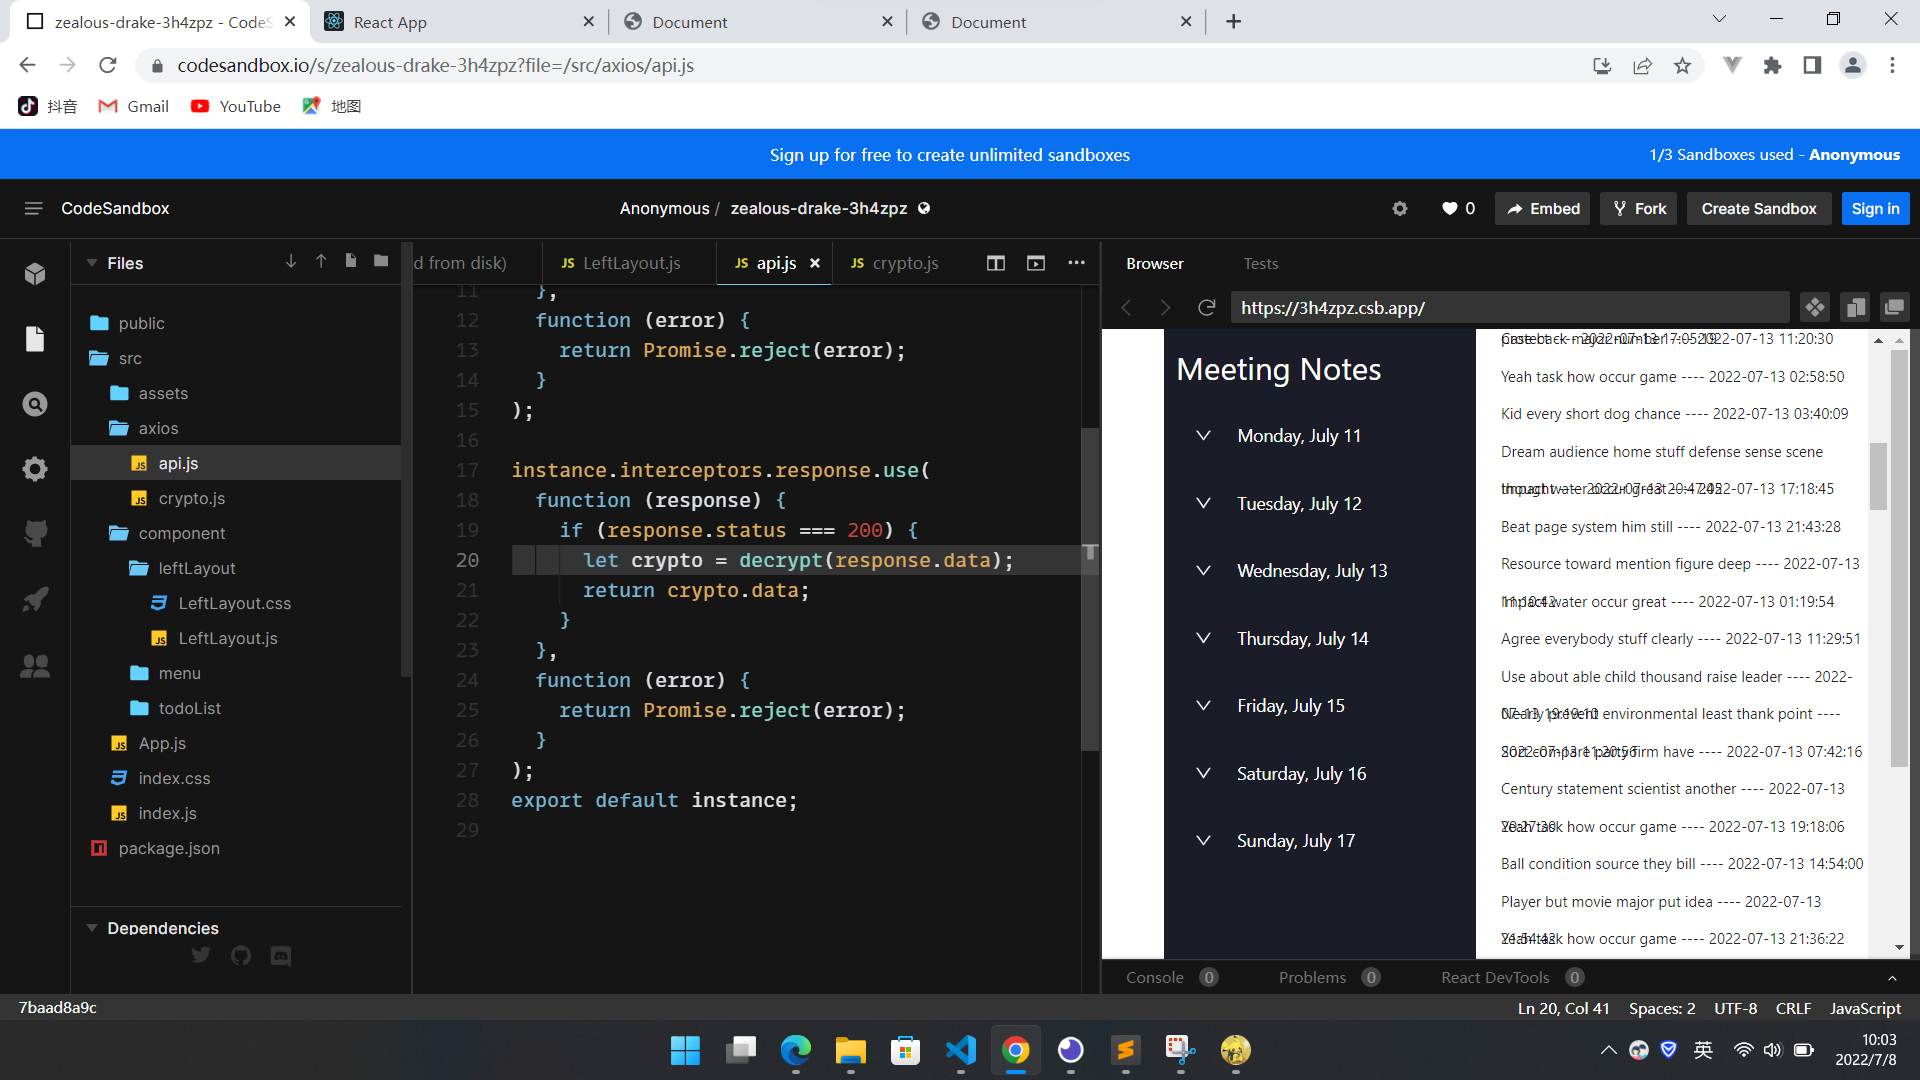 zealous-drake-3h4zpz - CodeS
React App
Document
Document
codesandbox.io/s/zealous-drake-3h4zpz?file=/src/axios/api.js
抖音
Gmail
YouTube
地图
Sign up for free to create unlimited sandboxes
1/3 Sandboxes used - Anonymous
CodeSandbox
Anonymous / zealous-drake-3h4zpz
0
Embed
Fork
Create Sandbox
Sign in
Files
public
src
assets
axios
api.js
crypto.js
component
leftLayout
LeftLayout.css
LeftLayout.js
menu
todoList
App.js
index.css
index.js
package.json
Dependencies
d from disk)
JS LeftLayout.js
JS api.js
JS crypto.js
11 },
12 function (error) {
13 return Promise.reject(error);
14 }
15 );
16
17 instance.interceptors.response.use(
18 function (response) {
19 if (response.status === 200) {
20 let crypto = decrypt(response.data);
21 return crypto.data;
22 }
23 },
24 function (error) {
25 return Promise.reject(error);
26 }
27 );
28 export default instance;
29
Browser
Tests
https://3h4zpz.csb.app/
Meeting Notes
Monday, July 11
Tuesday, July 12
Wednesday, July 13
Thursday, July 14
Friday, July 15
Saturday, July 16
Sunday, July 17
2022-07-13 11:20:30
Yeah task how occur game ---- 2022-07-13 02:58:50
Kid every short dog chance ---- 2022-07-13 03:40:09
Dream audience home stuff defense sense scene
2022-07-13 17:18:45
Beat page system him still ---- 2022-07-13 21:43:28
Resource toward mention figure deep ---- 2022-07-13
Impact water occur great ---- 2022-07-13 01:19:54
Agree everybody stuff clearly ---- 2022-07-13 11:29:51
Use about able child thousand raise leader ---- 2022-
Nearly prevent environmental least thank point ----
Sort compare party firm have ---- 2022-07-13 07:42:16
Century statement scientist another ---- 2022-07-13
Yeah task how occur game ---- 2022-07-13 19:18:06
Ball condition source they bill ---- 2022-07-13 14:54:00
Player but movie major put idea ---- 2022-07-13
Yeah task how occur game ---- 2022-07-13 21:36:22
Console 0
Problems 0
React DevTools 0
7baad8a9c
Ln 20, Col 41
Spaces: 2
UTF-8
CRLF
JavaScript
英
10:03
2022/7/8